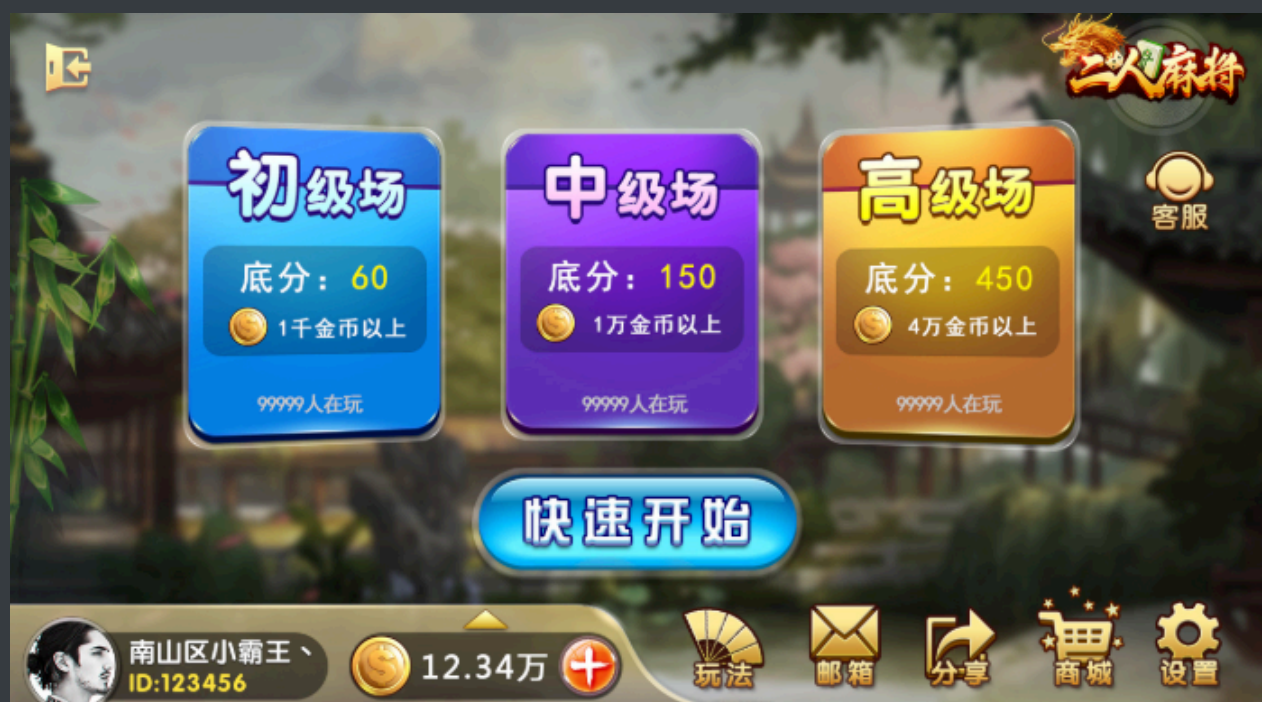 二人麻将
初级场
底分：60
1千金币以上
99999人在玩
中级场
底分：150
1万金币以上
99999人在玩
高级场
底分：450
4万金币以上
99999人在玩
客服
快速开始
南山区小霸王丶
ID:123456
12.34万
玩法
邮箱
分享
商城
设置